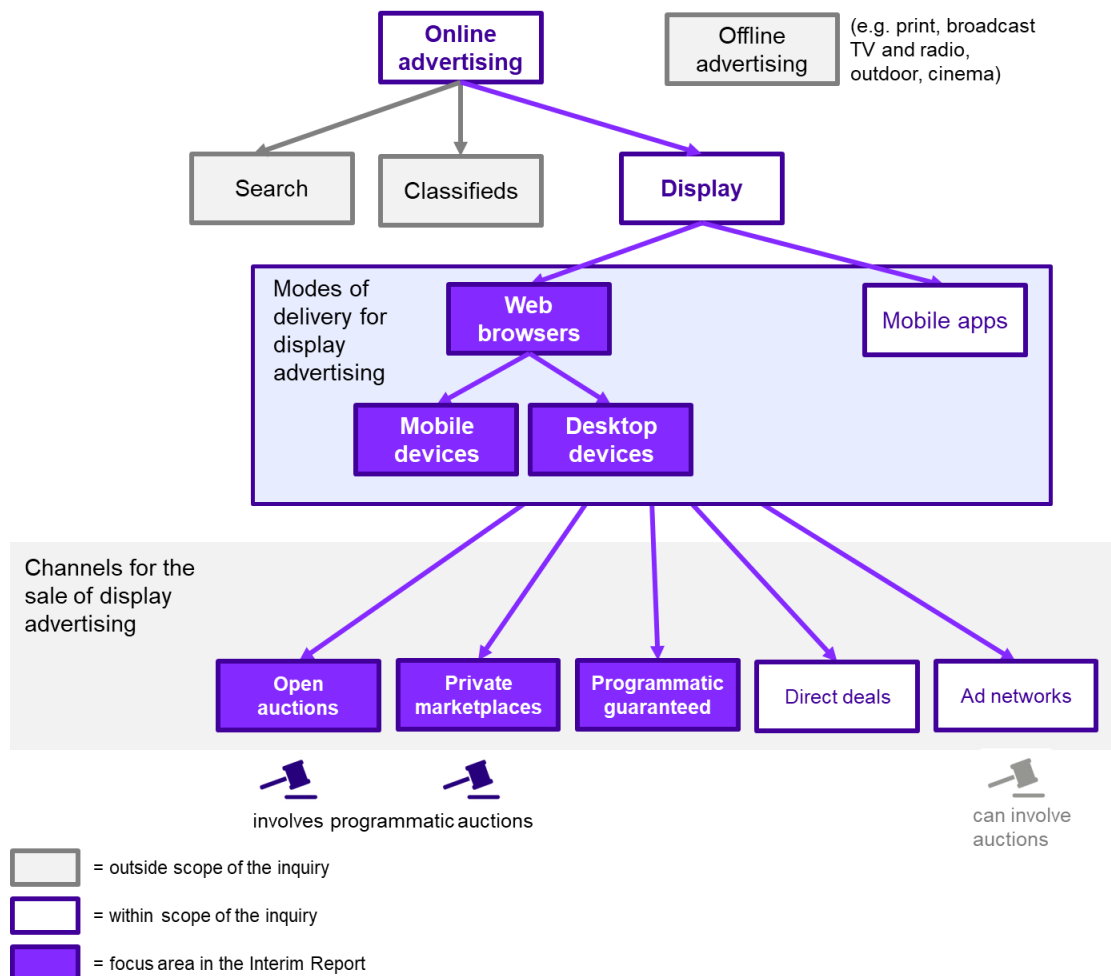 Online
advertising
Offline
advertising
(e.g. print, broadcast
TV and radio,
outdoor, cinema)
Search
Classifieds
Display
Modes of
delivery for
display
advertising
Web
browsers
Mobile apps
Mobile
devices
Desktop
devices
Channels for the
sale of display
advertising
Open
auctions
Private
marketplaces
Programmatic
guaranteed
Direct deals
Ad networks
involves programmatic auctions
can involve
auctions
= outside scope of the inquiry
= within scope of the inquiry
= focus area in the Interim Report